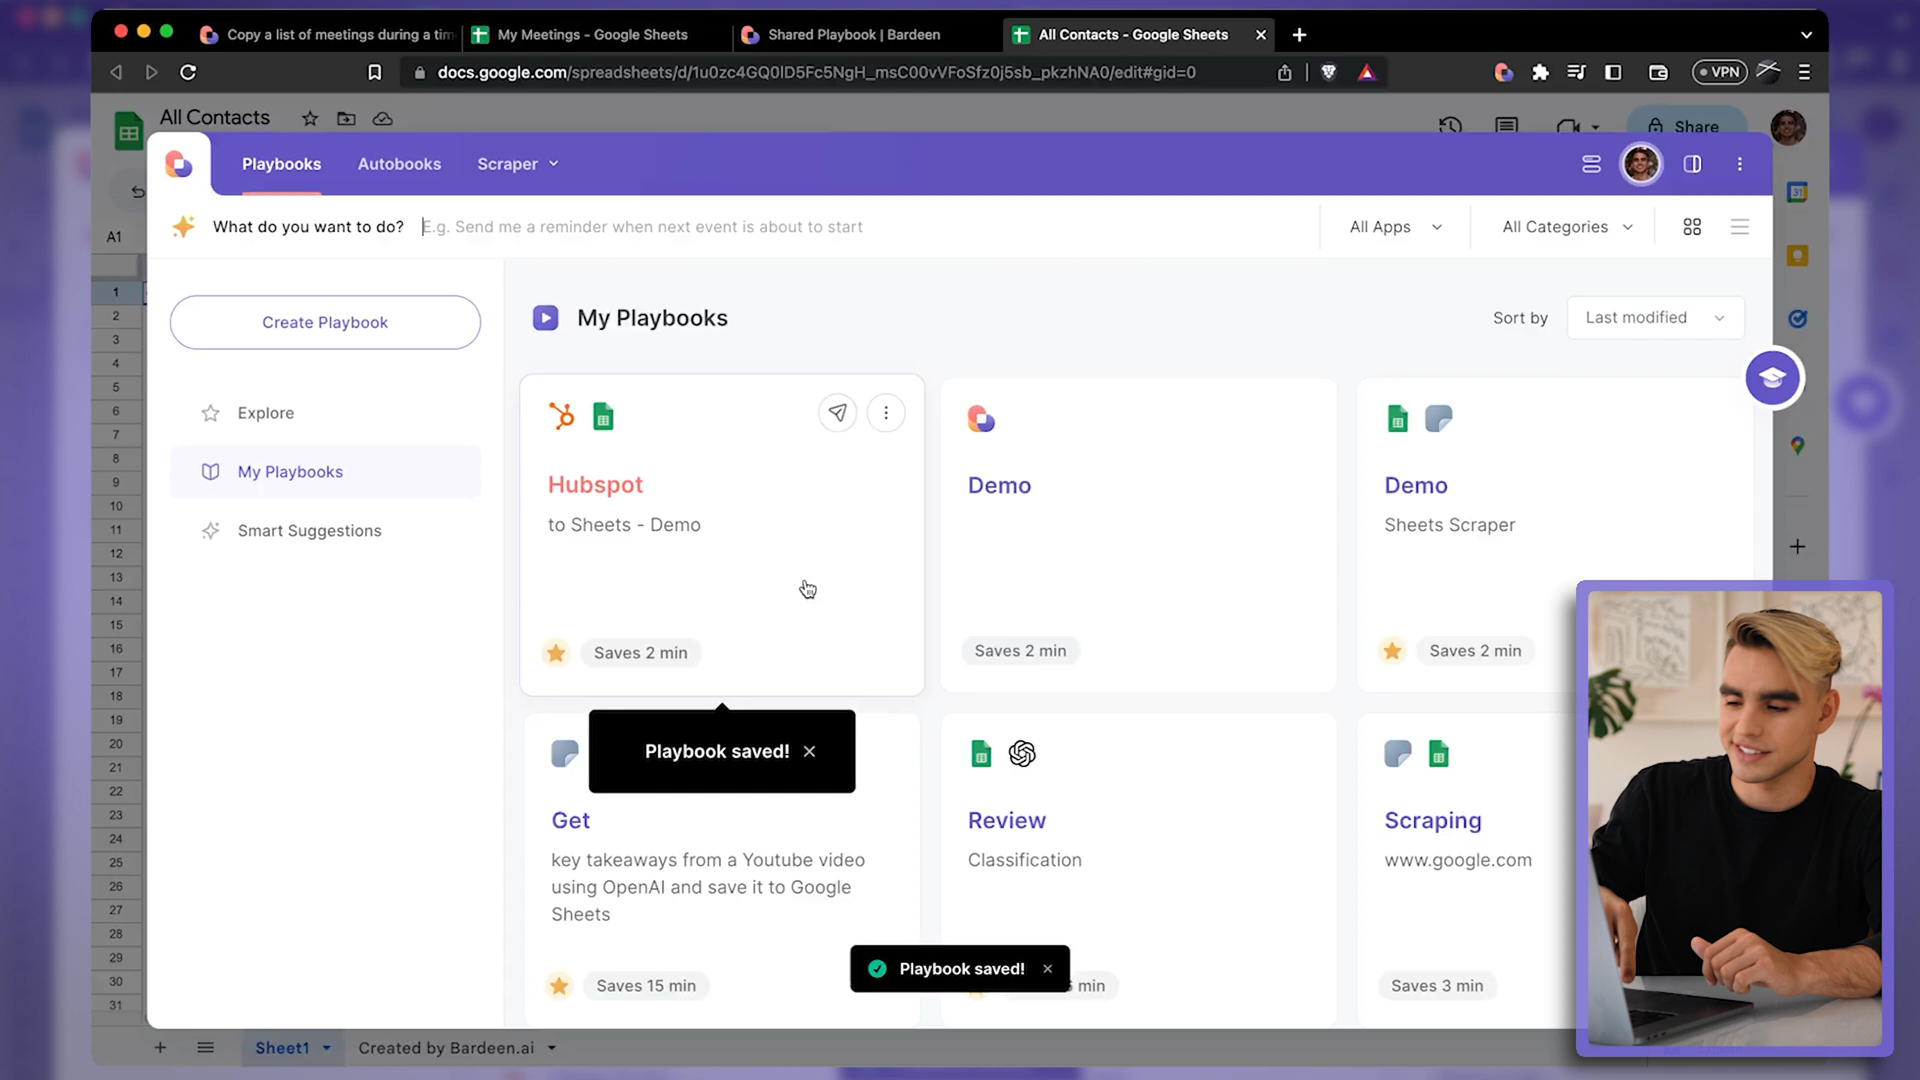 Copy a list of meetings during a tim
My Meetings - Google Sheets
Shared Playbook | Bardeen
All Contacts - Google Sheets
docs.google.com/spreadsheets/d/1u0zc4GQ0ID5Fc5NgH_msC00vVFoSfz0j5sb_pkzhNA0/edit#gid=0
VPN
All Contacts
Share
Playbooks
Autobooks
Scraper
What do you want to do?
E.g. Send me a reminder when next event is about to start
All Apps
All Categories
A1
Create Playbook
Explore
My Playbooks
Smart Suggestions
My Playbooks
Sort by
Last modified
31
Hubspot
to Sheets - Demo
Saves 2 min
Demo
Saves 2 min
Demo
Sheets Scraper
Saves 2 min
Playbook saved!
Get
key takeaways from a Youtube video
using OpenAI and save it to Google
Sheets
Saves 15 min
Review
Classification
min
Scraping
www.google.com
Saves 3 min
Playbook saved!
1
2
3
4
5
6
7
8
9
10
11
12
13
14
15
16
17
18
19
20
21
22
23
24
25
26
27
28
29
30
31
Sheet1
Created by Bardeen.ai